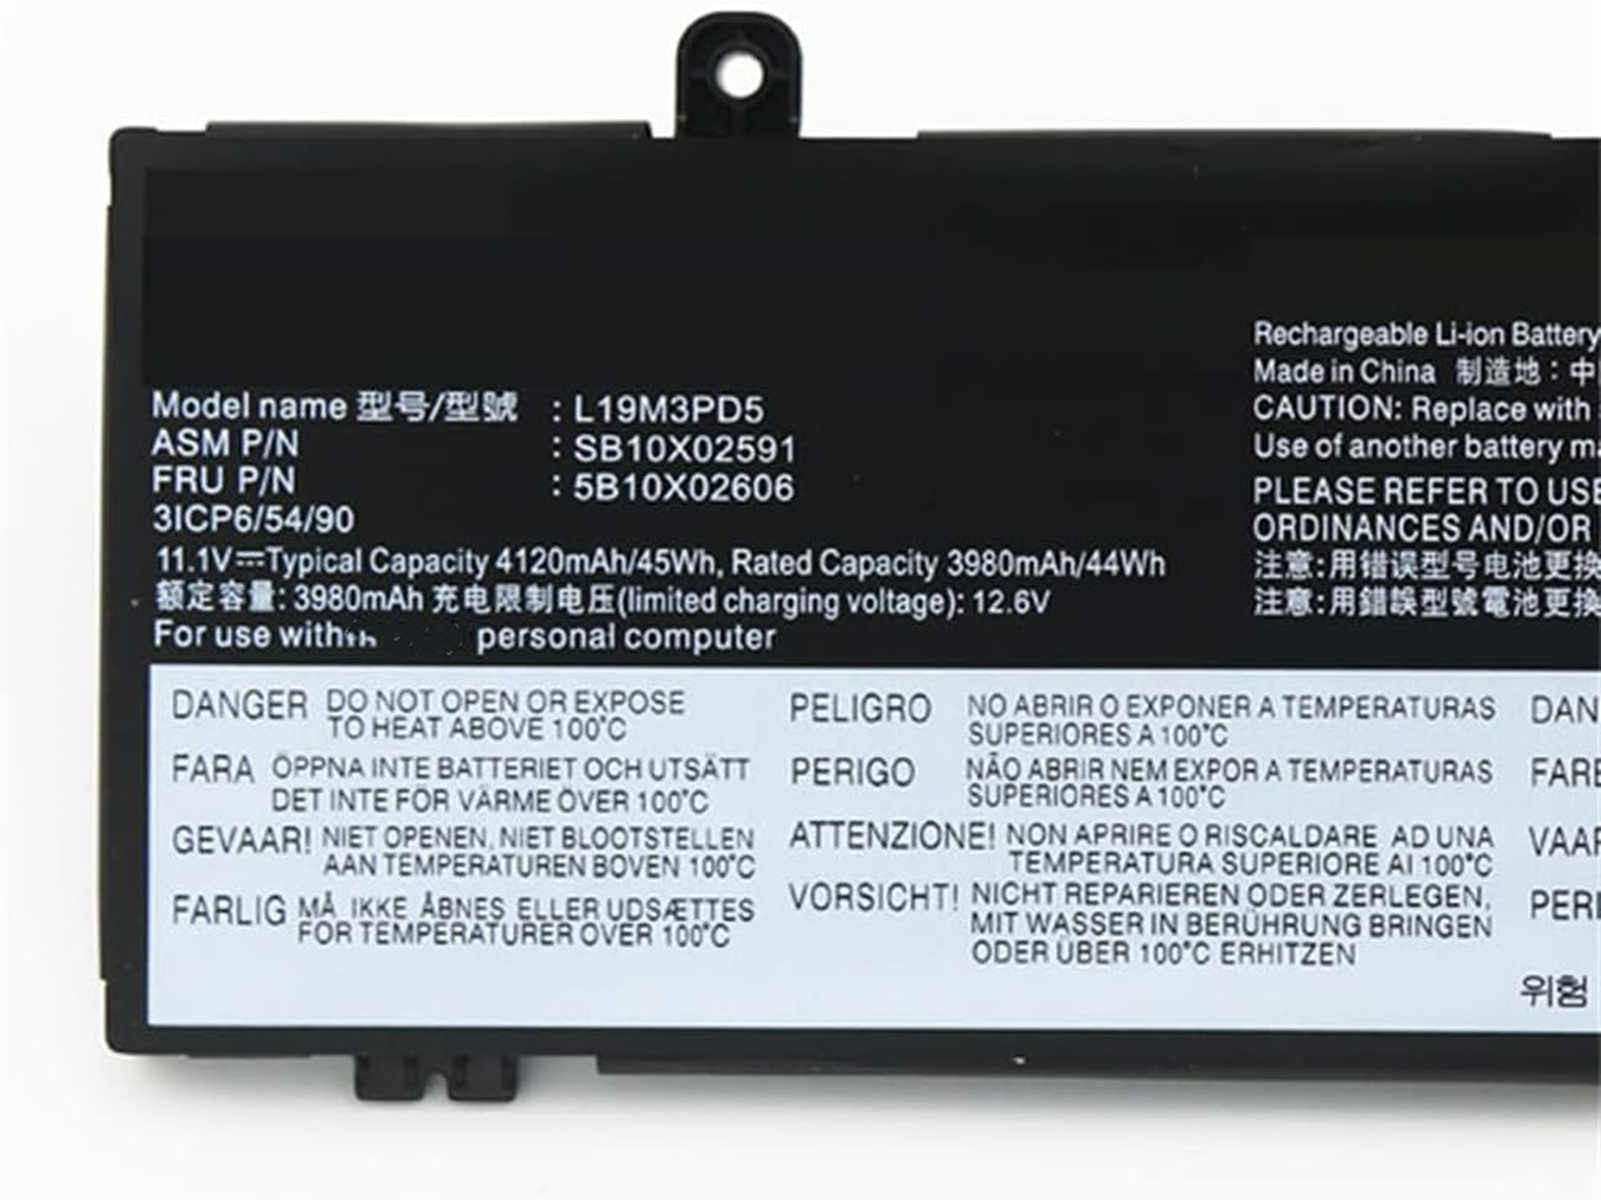 Model name 型号/型號 : L19M3PD5
ASM P/N : SB10X02591
FRU P/N : 5B10X02606
3ICP6/54/90
11.1V⎓Typical Capacity 4120mAh/45Wh, Rated Capacity 3980mAh/44Wh
额定容量: 3980mAh 充电限制电压(limited charging voltage): 12.6V
For use with personal computer
Rechargeable Li-ion Battery
Made in China 制造地：中
CAUTION: Replace with
Use of another battery
PLEASE REFER TO
ORDINANCES AND/OR
注意:用错误型号电池更换
注意:用錯誤型號電池更換
DANGER DO NOT OPEN OR EXPOSE
TO HEAT ABOVE 100°C
FARA ÖPPNA INTE BATTERIET OCH UTSÄTT
DET INTE FÖR VÄRME ÖVER 100°C
GEVAAR! NIET OPENEN, NIET BLOOTSTELLEN
AAN TEMPERATUREN BOVEN 100°C
FARLIG MÅ IKKE ÅBNES ELLER UDSÆTTES
FOR TEMPERATURER OVER 100°C
PELIGRO NO ABRIR O EXPONER A TEMPERATURAS
SUPERIORES A 100°C
PERIGO NÃO ABRIR NEM EXPOR A TEMPERATURAS
SUPERIORES A 100°C
ATTENZIONE! NON APRIRE O RISCALDARE AD UNA
TEMPERATURA SUPERIORE AI 100°C
VORSICHT! NICHT REPARIEREN ODER ZERLEGEN,
MIT WASSER IN BERÜHRUNG BRINGEN
ODER ÜBER 100°C ERHITZEN
위험